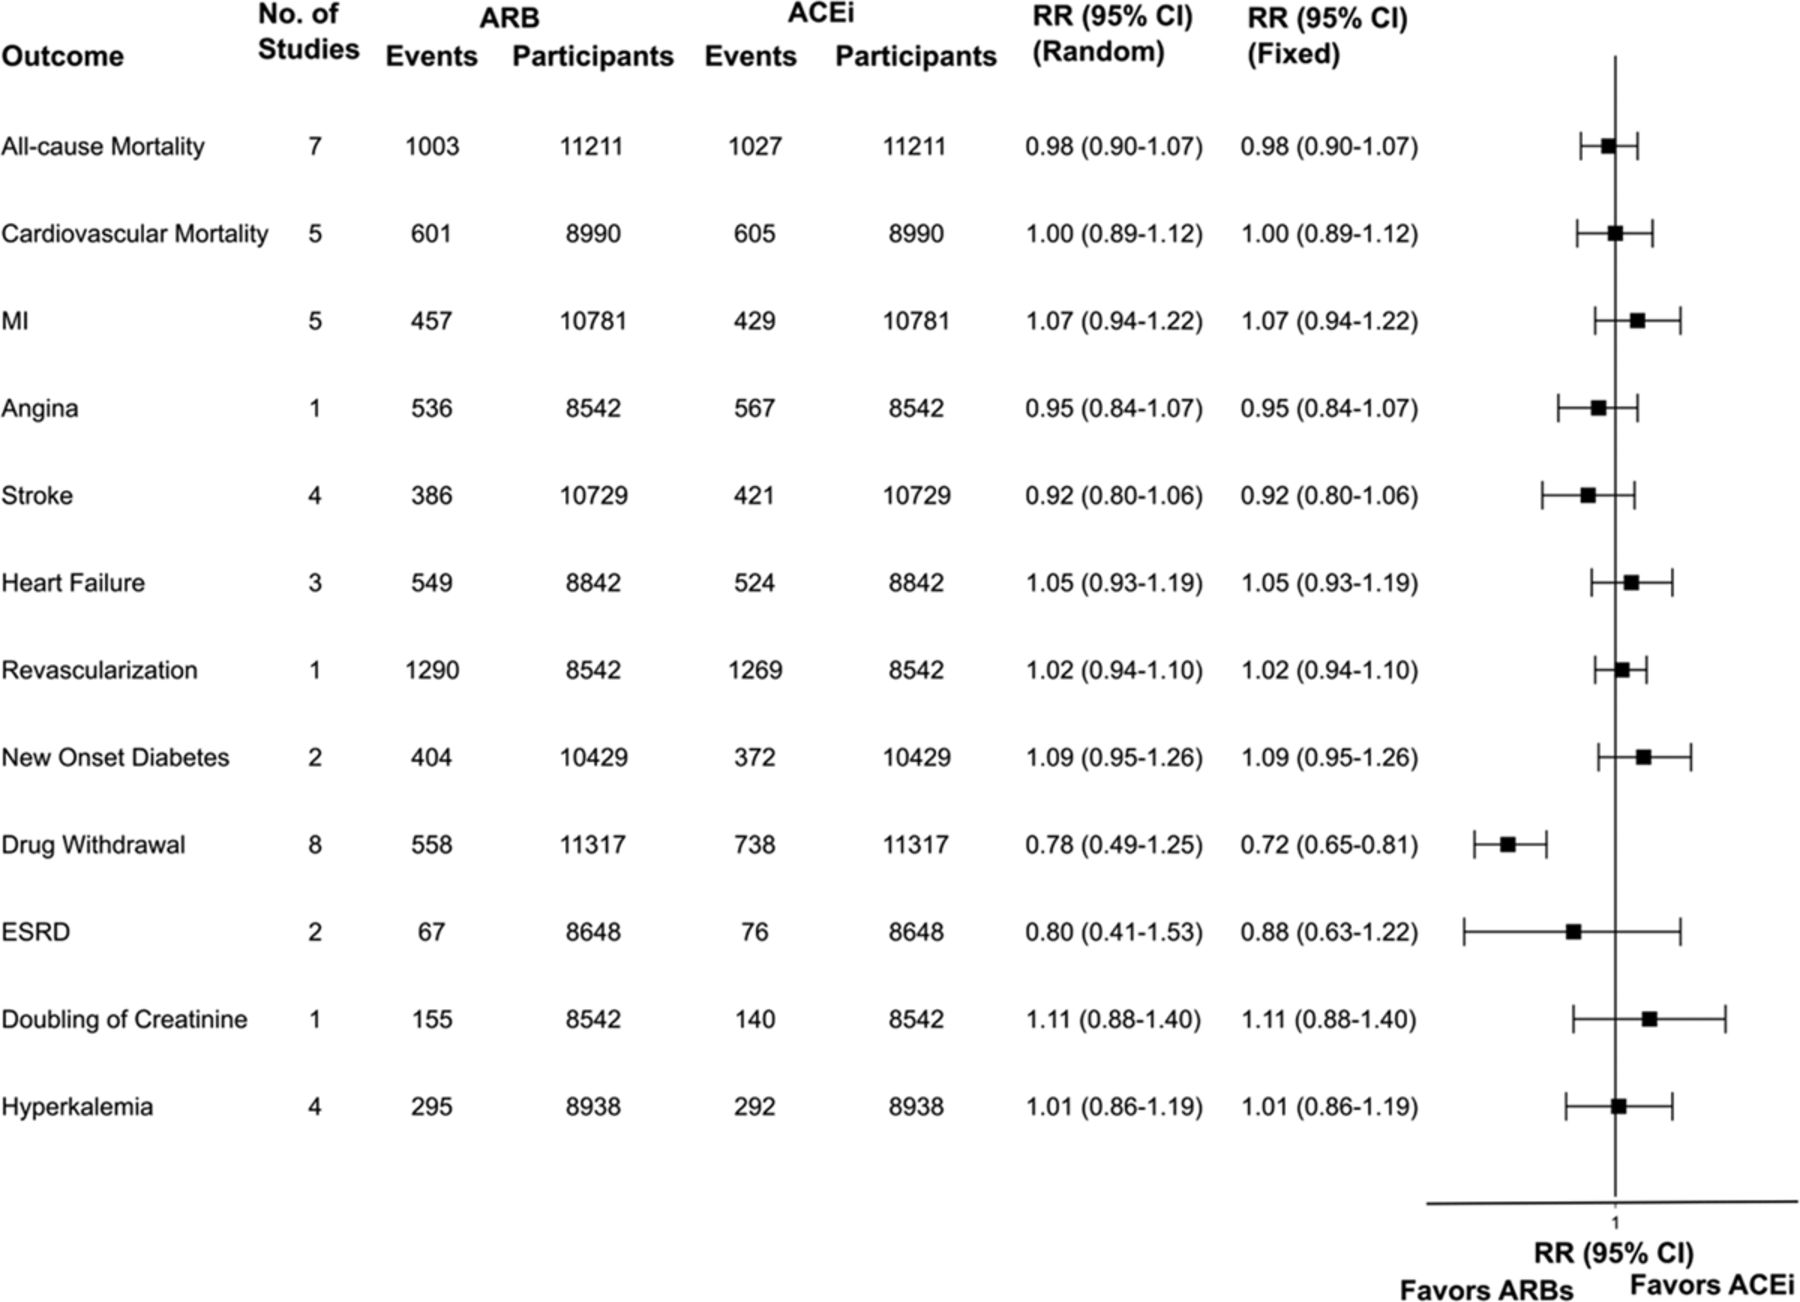 No. of ARB ACEi RR (95% CI) RR (95% CI)
Outcome Studies Events Participants Events Participants (Random) (Fixed)
All-cause Mortality 7 1003 11211 1027 11211 0.98 (0.90-1.07) 0.98 (0.90-1.07)
Cardiovascular Mortality 5 601 8990 605 8990 1.00 (0.89-1.12) 1.00 (0.89-1.12)
MI 5 457 10781 429 10781 1.07 (0.94-1.22) 1.07 (0.94-1.22)
Angina 1 536 8542 567 8542 0.95 (0.84-1.07) 0.95 (0.84-1.07)
Stroke 4 386 10729 421 10729 0.92 (0.80-1.06) 0.92 (0.80-1.06)
Heart Failure 3 549 8842 524 8842 1.05 (0.93-1.19) 1.05 (0.93-1.19)
Revascularization 1 1290 8542 1269 8542 1.02 (0.94-1.10) 1.02 (0.94-1.10)
New Onset Diabetes 2 404 10429 372 10429 1.09 (0.95-1.26) 1.09 (0.95-1.26)
Drug Withdrawal 8 558 11317 738 11317 0.78 (0.49-1.25) 0.72 (0.65-0.81)
ESRD 2 67 8648 76 8648 0.80 (0.41-1.53) 0.88 (0.63-1.22)
Doubling of Creatinine 1 155 8542 140 8542 1.11 (0.88-1.40) 1.11 (0.88-1.40)
Hyperkalemia 4 295 8938 292 8938 1.01 (0.86-1.19) 1.01 (0.86-1.19)
1
RR (95% CI)
Favors ARBs Favors ACEi